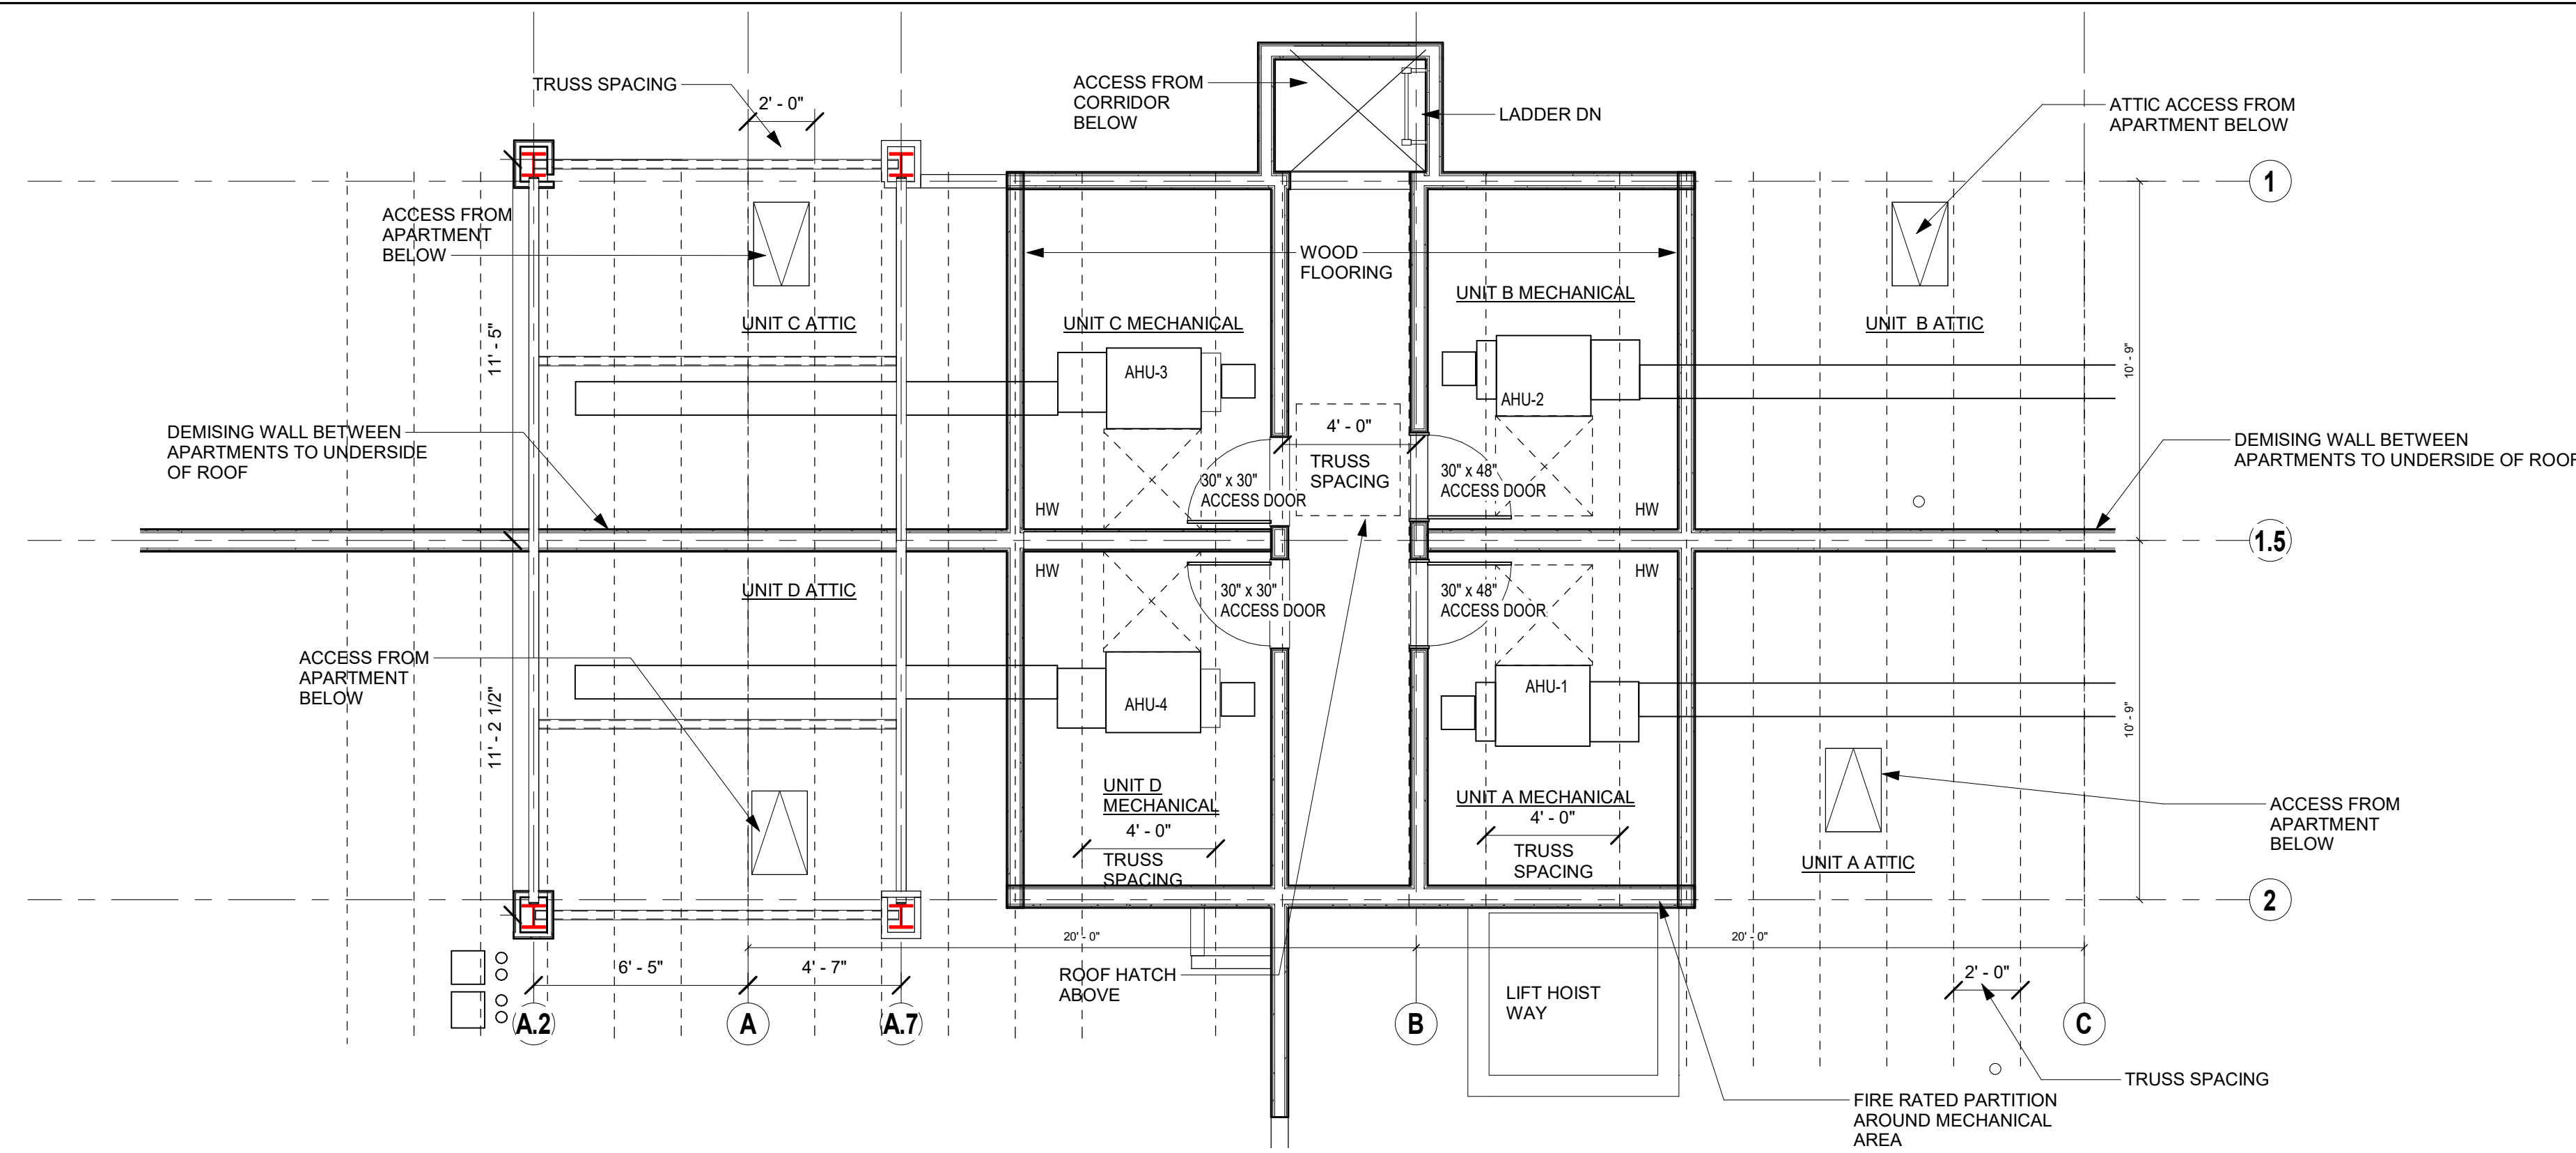 TRUSS SPACING
2' - 0"
ACCESS FROM
CORRIDOR
BELOW
LADDER DN
ATTIC ACCESS FROM
APARTMENT BELOW
1
ACCESS FROM
APARTMENT
BELOW
WOOD
FLOORING
UNIT B MECHANICAL
UNIT C ATTIC
UNIT C MECHANICAL
UNIT  B ATTIC
11' - 5"
10' - 9"
AHU-3
AHU-2
DEMISING WALL BETWEEN
APARTMENTS TO UNDERSIDE
OF ROOF
4' - 0"
TRUSS
SPACING
30" x 30"
ACCESS DOOR
30" x 48"
ACCESS DOOR
DEMISING WALL BETWEEN
APARTMENTS TO UNDERSIDE OF ROOF
HW
HW
1.5
HW
HW
UNIT D ATTIC
30" x 30"
ACCESS DOOR
30" x 48"
ACCESS DOOR
ACCESS FROM
APARTMENT
BELOW
11' - 2 1/2"
10' - 9"
AHU-4
AHU-1
UNIT D
MECHANICAL
4' - 0"
TRUSS
SPACING
UNIT A MECHANICAL
4' - 0"
TRUSS
SPACING
ACCESS FROM
APARTMENT
BELOW
UNIT A ATTIC
2
20' - 0"
20' - 0"
6' - 5"
4' - 7"
ROOF HATCH
ABOVE
LIFT HOIST
WAY
2' - 0"
A.2
A
A.7
B
C
TRUSS SPACING
FIRE RATED PARTITION
AROUND MECHANICAL
AREA